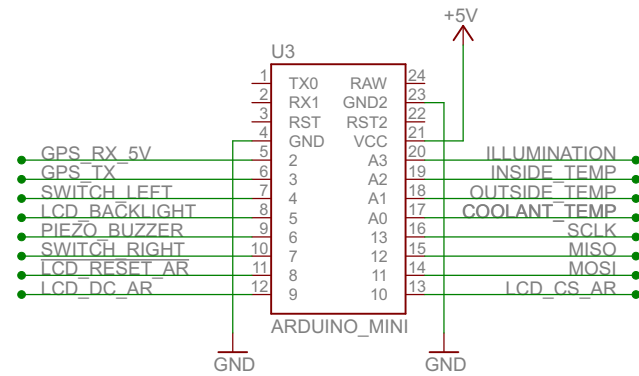 +5V
U3
1 TX0 RAW 24
2 RX1 GND2 23
3 RST RST2 22
4 GND VCC 21
GPS_RX_5V 5 2 A3 20 ILLUMINATION
GPS_TX 6 3 A2 19 INSIDE_TEMP
SWITCH_LEFT 7 4 A1 18 OUTSIDE_TEMP
LCD_BACKLIGHT 8 5 A0 17 COOLANT_TEMP
PIEZO_BUZZER 9 6 13 16 SCLK
SWITCH_RIGHT 10 7 12 15 MISO
LCD_RESET_AR 11 8 11 14 MOSI
LCD_DC_AR 12 9 10 13 LCD_CS_AR
ARDUINO_MINI
GND GND